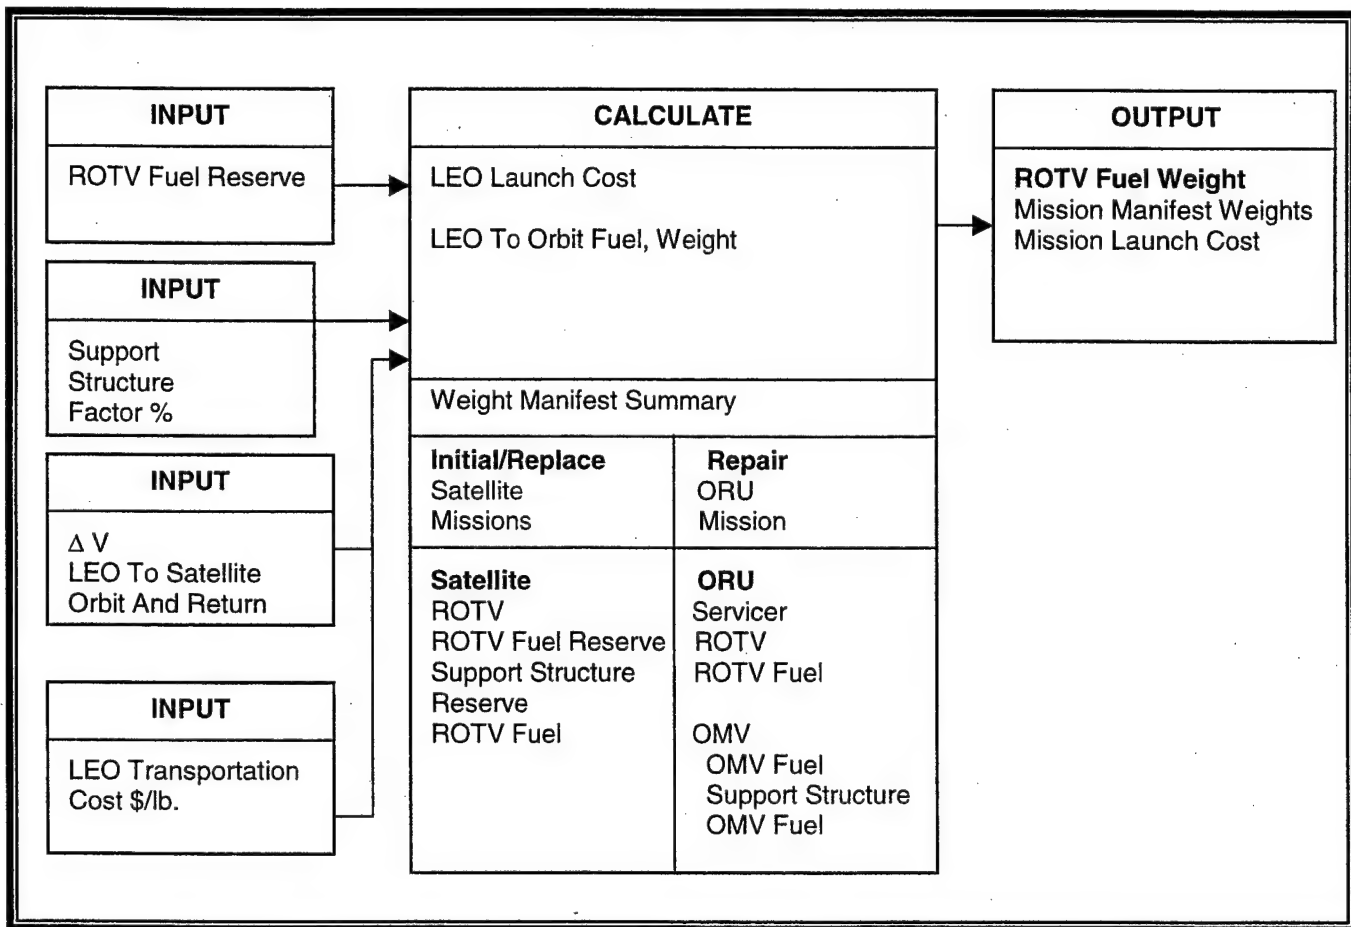 INPUT
ROTV Fuel Reserve
INPUT
Support
Structure
Factor %
INPUT
Δ V
LEO To Satellite
Orbit And Return
INPUT
LEO Transportation
Cost $/lb.
CALCULATE
LEO Launch Cost
LEO To Orbit Fuel, Weight
Weight Manifest Summary
Initial/Replace
Satellite
Missions
Repair
ORU
Mission
Satellite
ROTV
ROTV Fuel Reserve
Support Structure
Reserve
ROTV Fuel
ORU
Servicer
ROTV
ROTV Fuel
OMV
OMV Fuel
Support Structure
OMV Fuel
OUTPUT
ROTV Fuel Weight
Mission Manifest Weights
Mission Launch Cost